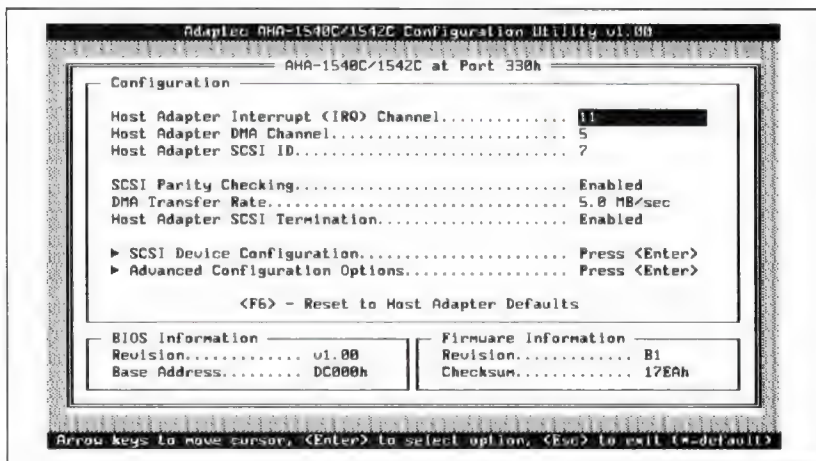 Adaptec AHA-1540C/1542C Configuration Utility v1.00
AHA-1540C/1542C at Port 330h
Configuration
Host Adapter Interrupt (IRQ) Channel............... 11
Host Adapter DMA Channel........................... 5
Host Adapter SCSI ID............................... 7
SCSI Parity Checking............................... Enabled
DMA Transfer Rate.................................. 5.0 MB/sec
Host Adapter SCSI Termination...................... Enabled
► SCSI Device Configuration........................ Press <Enter>
► Advanced Configuration Options................... Press <Enter>
<F6> - Reset to Host Adapter Defaults
BIOS Information
Revision............. v1.00
Base Address......... DC000h
Firmware Information
Revision............. B1
Checksum............. 17EAh
Arrow keys to move cursor, <Enter> to select option, <Esc> to exit (*=default)